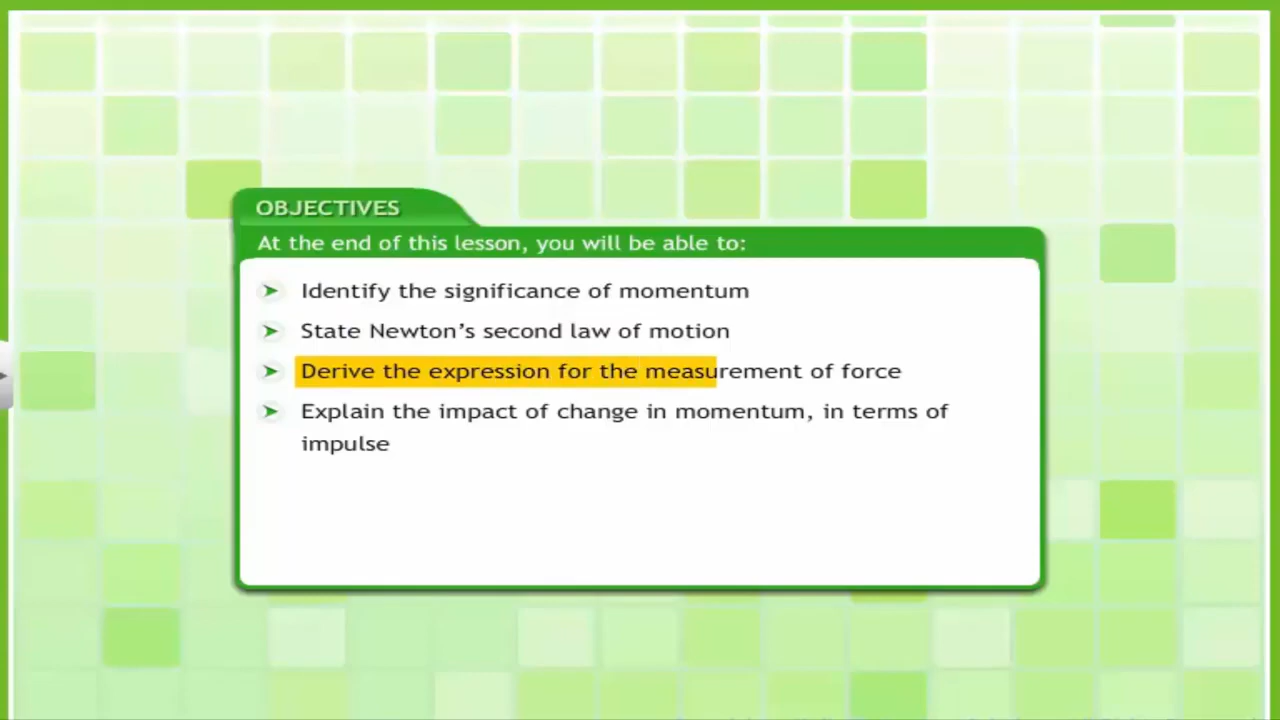 OBJECTIVES
At the end of this lesson, you will be able to:
Identify the significance of momentum
State Newton’s second law of motion
Derive the expression for the measurement of force
Explain the impact of change in momentum, in terms of
impulse